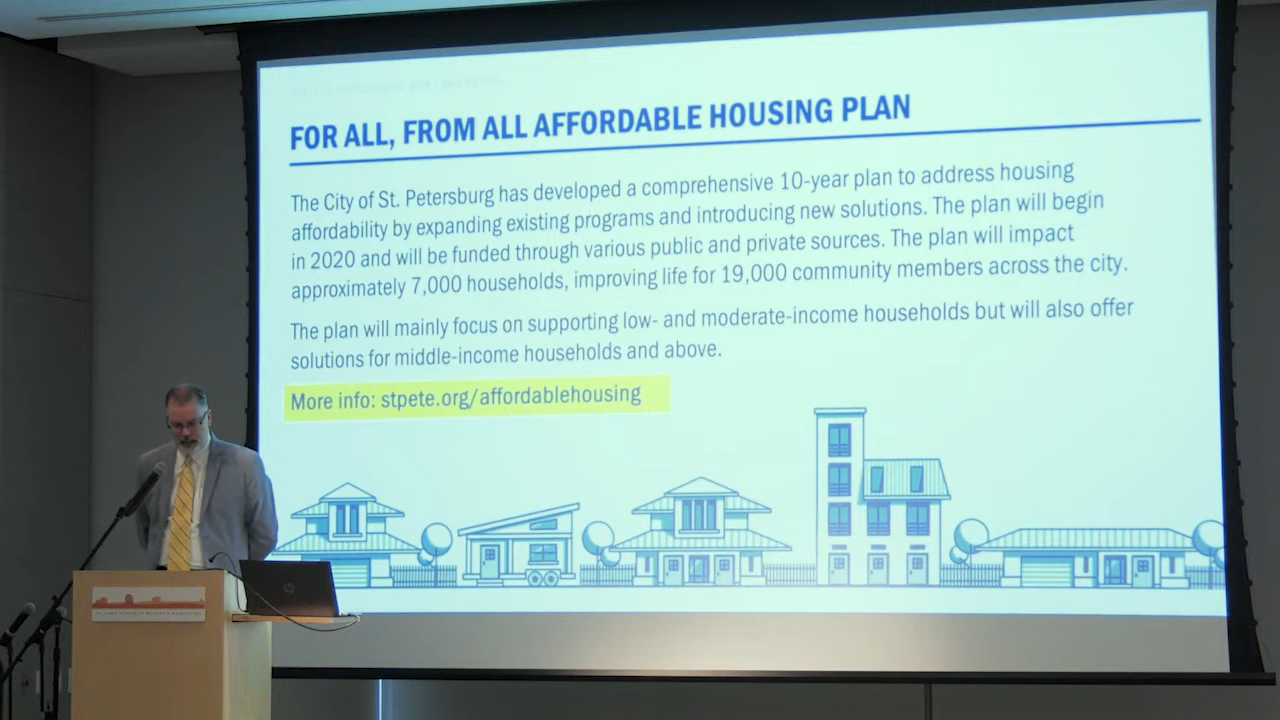 FOR ALL, FROM ALL AFFORDABLE HOUSING PLAN
The City of St. Petersburg has developed a comprehensive 10-year plan to address housing
affordability by expanding existing programs and introducing new solutions. The plan will begin
in 2020 and will be funded through various public and private sources. The plan will impact
approximately 7,000 households, improving life for 19,000 community members across the city.
The plan will mainly focus on supporting low- and moderate-income households but will also offer
solutions for middle-income households and above.
More info: stpete.org/affordablehousing